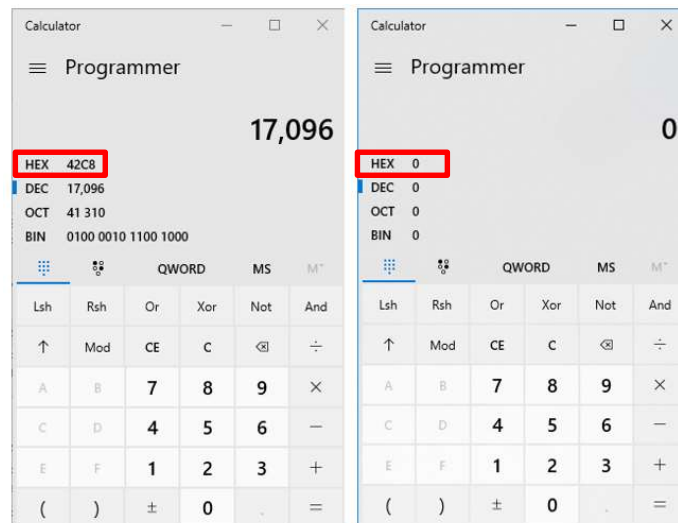 Calculator
Programmer
17,096
HEX 42C8
DEC 17,096
OCT 41 310
BIN 0100 0010 1100 1000
QWORD MS M
Lsh Rsh Or Xor Not And
↑ Mod CE C ⌫ ÷
A B 7 8 9 ×
C D 4 5 6 −
E F 1 2 3 +
( ) ± 0 . =
Calculator
Programmer
0
HEX 0
DEC 0
OCT 0
BIN 0
QWORD MS M
Lsh Rsh Or Xor Not And
↑ Mod CE C ⌫ ÷
A B 7 8 9 ×
C D 4 5 6 −
E F 1 2 3 +
( ) ± 0 . =